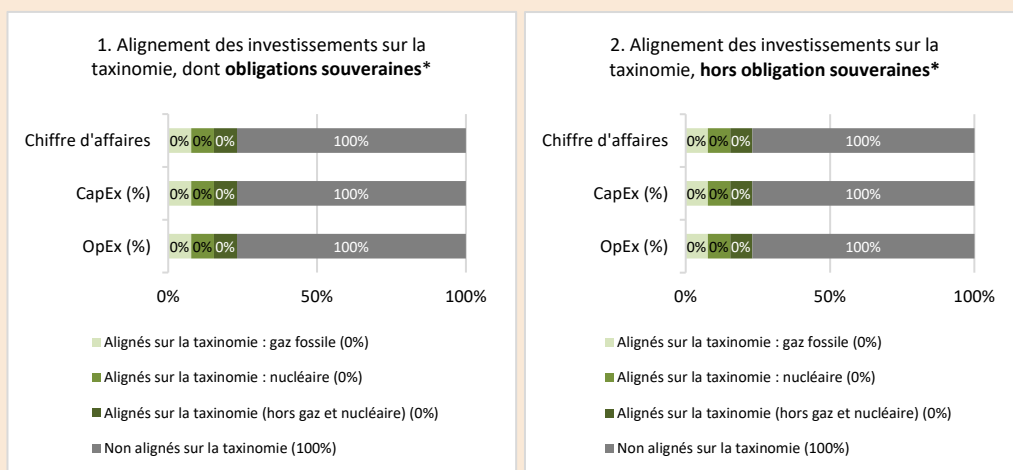 1. Alignement des investissements sur la
taxinomie, dont obligations souveraines*
Chiffre d'affaires
0% 0% 0% 100%
CapEx (%)
0% 0% 0% 100%
OpEx (%)
0% 0% 0% 100%
0% 50% 100%
Alignés sur la taxinomie : gaz fossile (0%)
Alignés sur la taxinomie : nucléaire (0%)
Alignés sur la taxinomie (hors gaz et nucléaire) (0%)
Non alignés sur la taxinomie (100%)
2. Alignement des investissements sur la
taxinomie, hors obligation souveraines*
Chiffre d'affaires
0% 0% 0% 100%
CapEx (%)
0% 0% 0% 100%
OpEx (%)
0% 0% 0% 100%
0% 50% 100%
Alignés sur la taxinomie : gaz fossile (0%)
Alignés sur la taxinomie : nucléaire (0%)
Alignés sur la taxinomie (hors gaz et nucléaire) (0%)
Non alignés sur la taxinomie (100%)